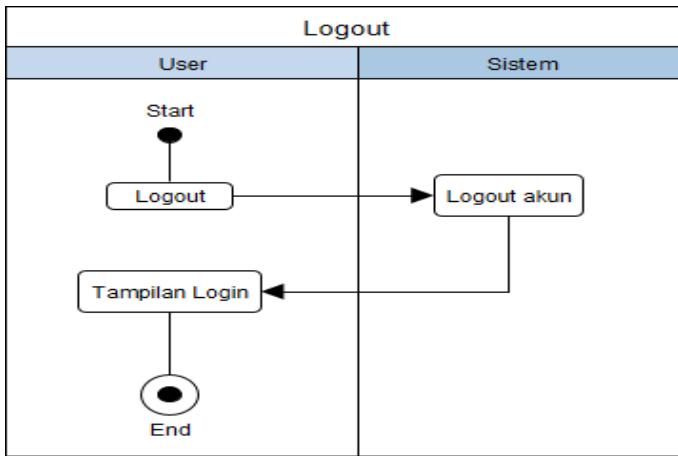 Logout
User
Sistem
Start
Logout
Logout akun
Tampilan Login
End